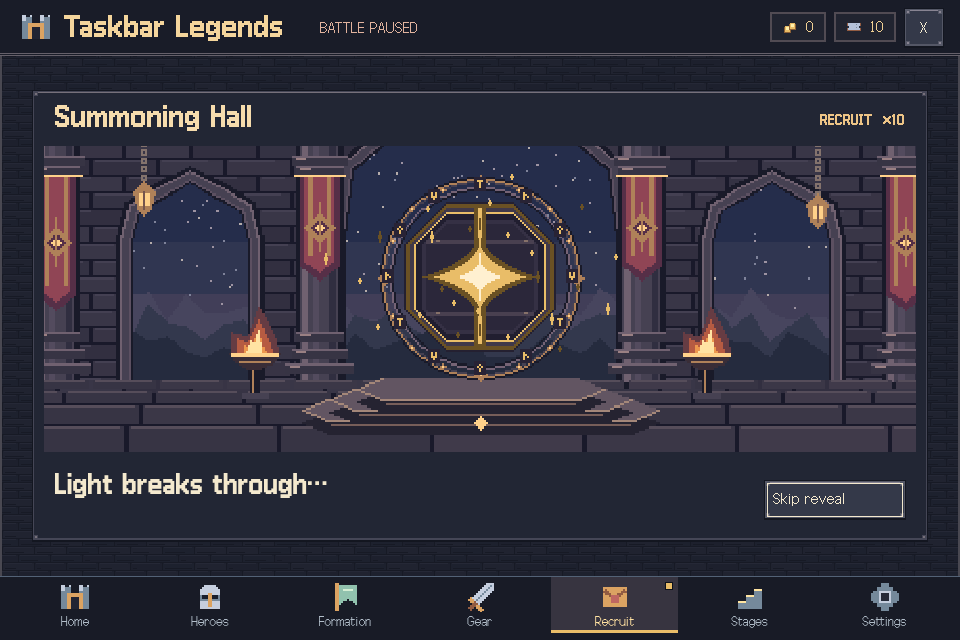 Taskbar Legends
BATTLE PAUSED
0
10
X
Summoning Hall
RECRUIT ×10
Light breaks through…
Skip reveal
Home
Heroes
Formation
Gear
Recruit
Stages
Settings